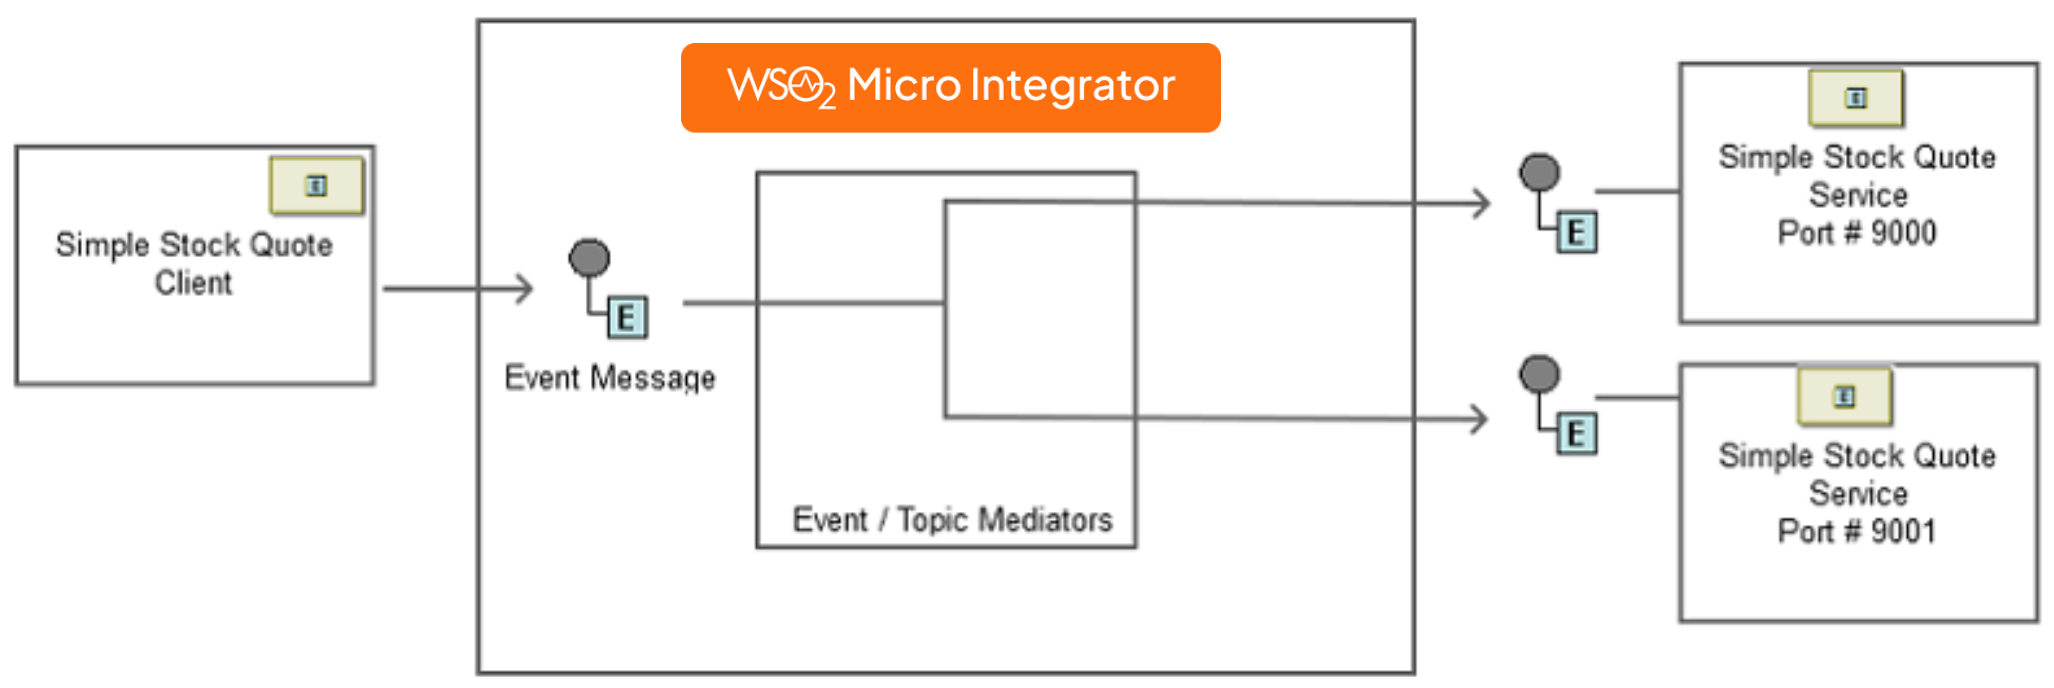 WSO2 Micro Integrator
E
Simple Stock Quote
Client
E
Event Message
Event / Topic Mediators
E
E
Simple Stock Quote
Service
Port # 9000
E
E
Simple Stock Quote
Service
Port # 9001